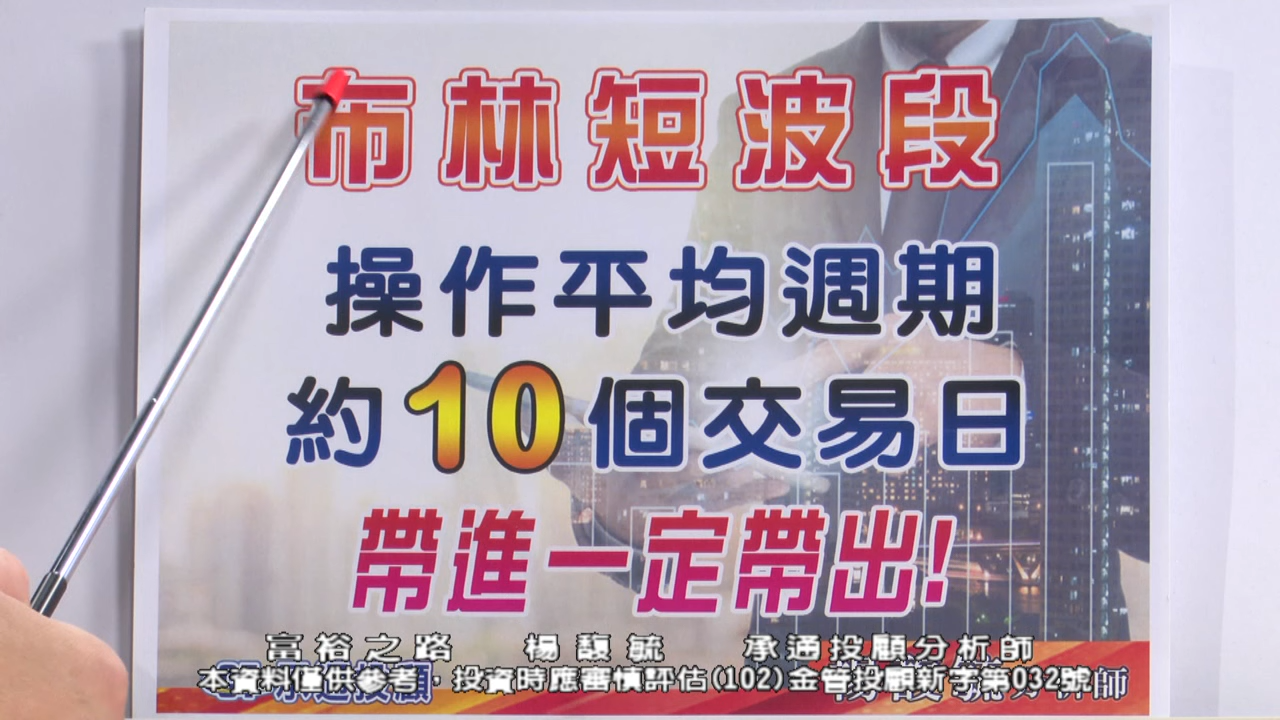 布林短波段
操作平均週期
約10個交易日
帶進一定帶出!
富裕之路 楊馥毓 承通投顧分析師
本資料僅供參考．投資時應審慎評估(102)金管投顧新字第032號